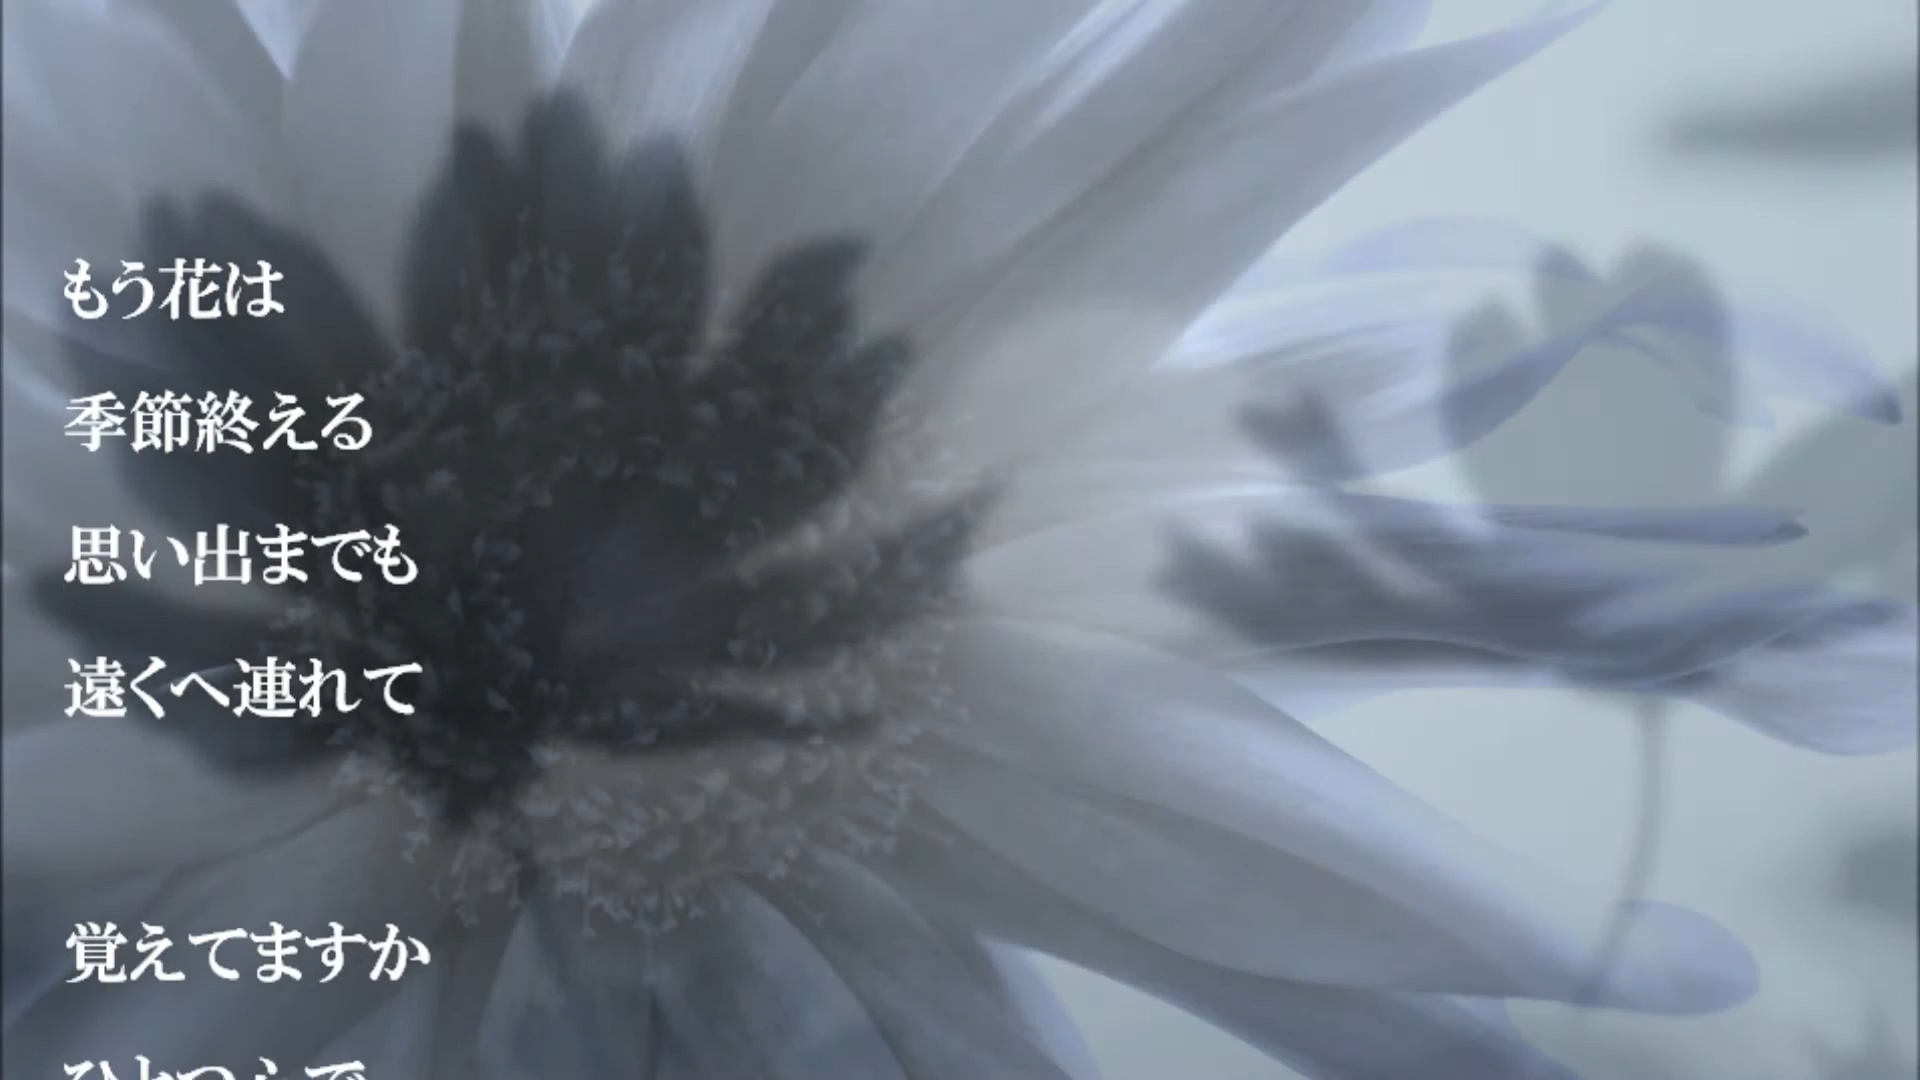 もう花は
季節終える
思い出までも
遠くへ連れて
覚えてますか